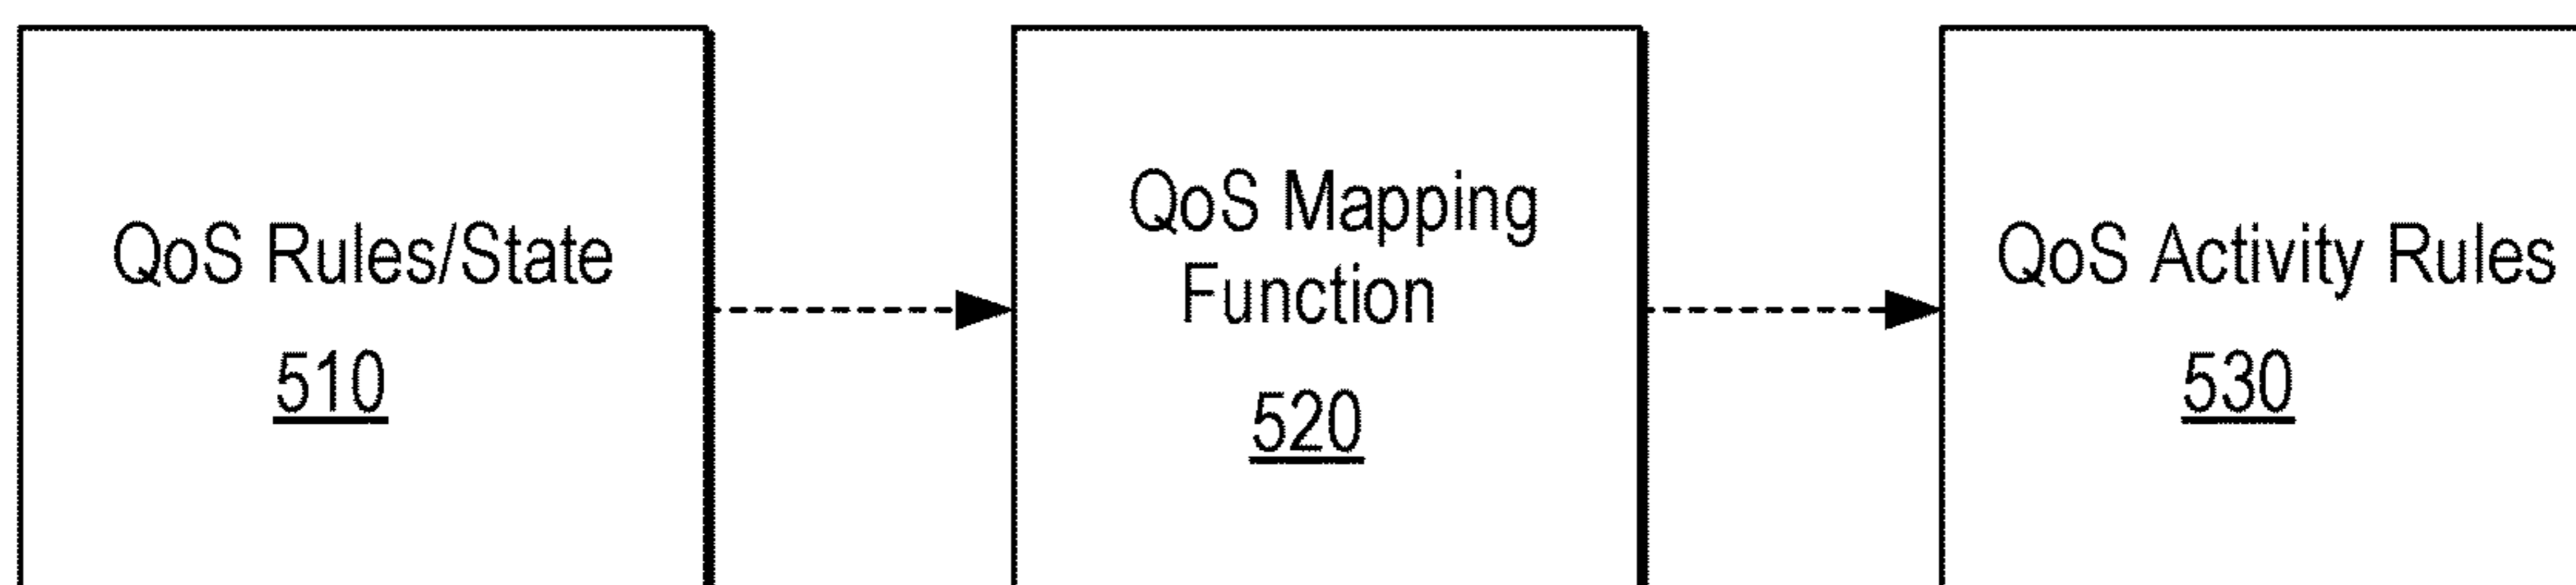 QoS Rules/State
510
QoS Mapping
Function
520
QoS Activity Rules
530